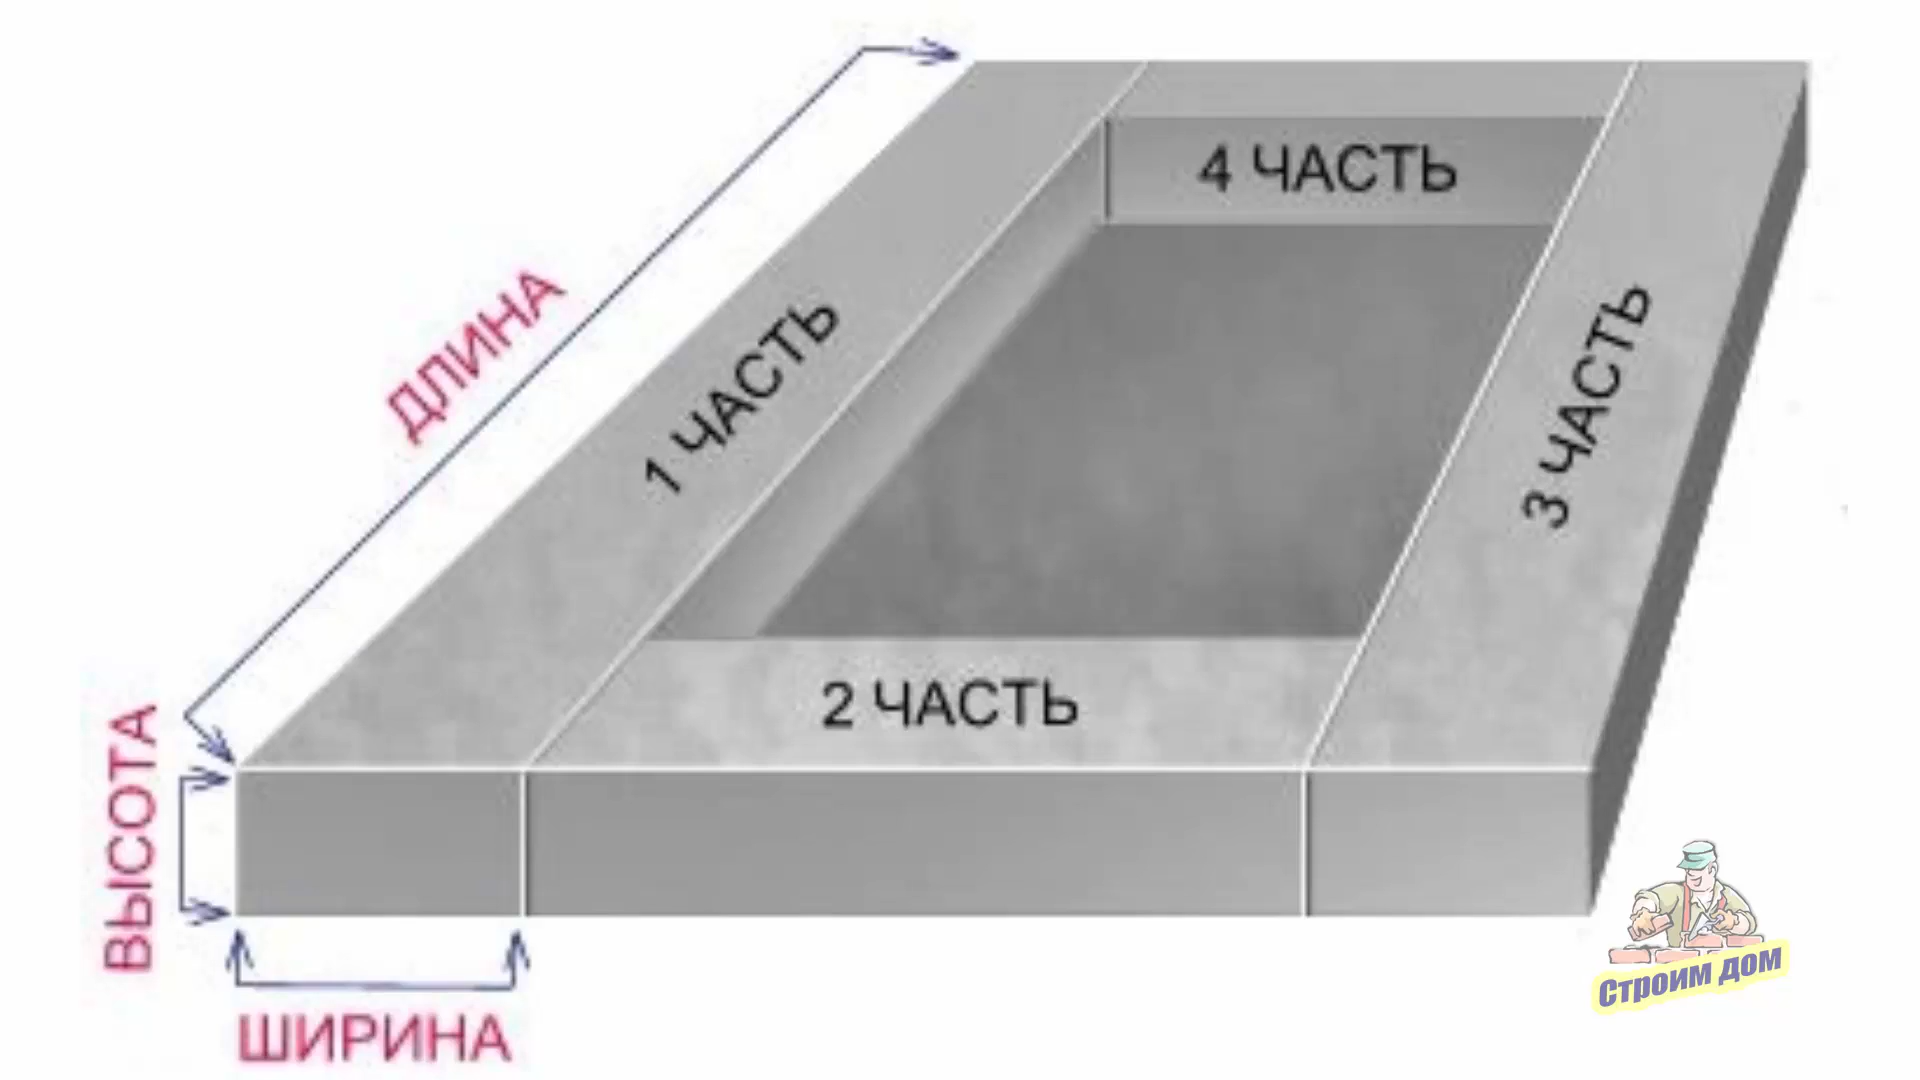 4 ЧАСТЬ
ДЛИНА
1 ЧАСТЬ
3 ЧАСТЬ
2 ЧАСТЬ
ВЫСОТА
ШИРИНА
Строим дом